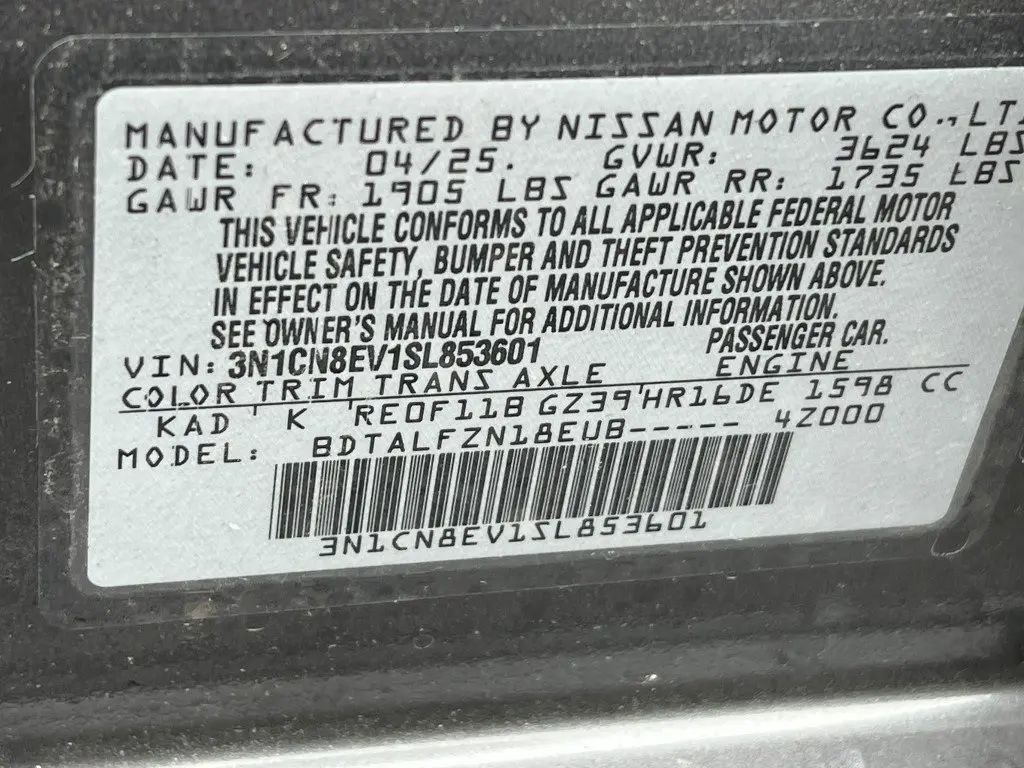 MANUFACTURED BY NISSAN MOTOR CO., LT
DATE: 04/25. GVWR: 3624 LBS
GAWR FR: 1905 LBS GAWR RR: 1735 LBS
THIS VEHICLE CONFORMS TO ALL APPLICABLE FEDERAL MOTOR
VEHICLE SAFETY, BUMPER AND THEFT PREVENTION STANDARDS
IN EFFECT ON THE DATE OF MANUFACTURE SHOWN ABOVE.
SEE OWNER'S MANUAL FOR ADDITIONAL INFORMATION.
VIN: 3N1CN8EV1SL853601 PASSENGER CAR.
COLOR TRIM TRANS AXLE ENGINE
KAD K RE0F11B GZ39 HR16DE 1598 CC
MODEL: BDTALFZN18EUB----- 4Z000
3N1CN8EV1SL853601